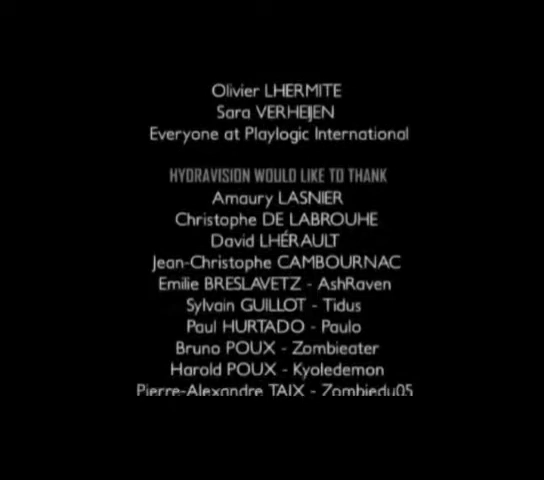 Olivier LHERMITE
Sara VERHEIJEN
Everyone at Playlogic International
HYDRAVISION WOULD LIKE TO THANK
Amaury LASNIER
Christophe DE LABROUHE
David LHÉRAULT
Jean-Christophe CAMBOURNAC
Emilie BRESLAVETZ - AshRaven
Sylvain GUILLOT - Tidus
Paul HURTADO - Paulo
Bruno POUX - Zombieater
Harold POUX - Kyoledemon
Pierre-Alexandre TAIX - Zombiedu05